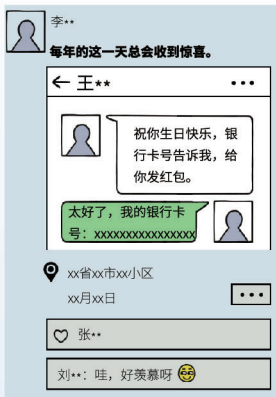 李**
每年的这一天总会收到惊喜。
← 王** •••
祝你生日快乐，银
行卡号告诉我，给
你发红包。
太好了，我的银行卡
号：xxxxxxxxxxxxxxxx
xx省xx市xx小区
xx月xx日
•••
张**
刘**：哇，好羡慕呀